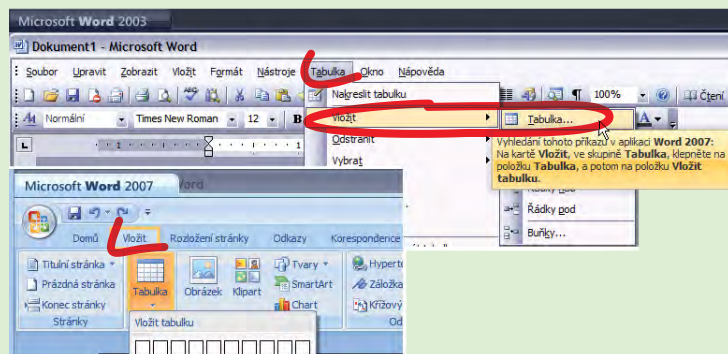 Microsoft Word 2003
Dokument1 - Microsoft Word
Soubor Upravit Zobrazit Vložit Formát Nástroje Tabulka Okno Nápověda
100% Čtení
Normální Times New Roman 12 B A
Nakreslit tabulku
Vložit
Odstranit
Vybrat
Tabulka...
Vyhledání tohoto příkazu v aplikaci Word 2007:
Na kartě Vložit, ve skupině Tabulka, klepněte na
položku Tabulka, a potom na položku Vložit
tabulku.
Řádky pod
Buňky...
Microsoft Word 2007
Domů Vložit Rozložení stránky Odkazy Korespondence
Titulní stránka
Prázdná stránka
Konec stránky
Stránky
Tabulka
Obrázek
Klipart
Tvary
SmartArt
Chart
Záložka
Vložit tabulku